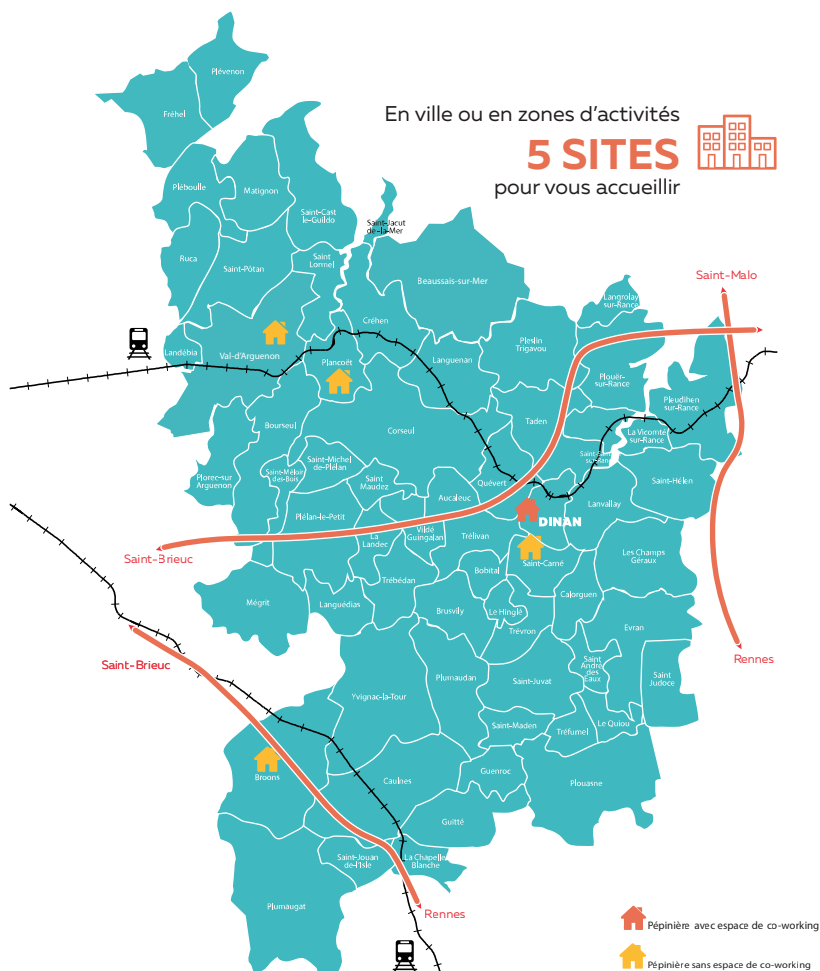 Plévenon
Fréhel
En ville ou en zones d'activités
5 SITES
pour vous accueillir
Pléboulle
Matignon
Saint-Cast
le-Guildo
Saint-Jacut
de-la-Mer
Ruca
Saint-Pôtan
Saint
Lormel
Beaussais-sur-Mer
Saint-Malo
Langrolay
sur-Rance
Créhen
Pleslin
Trigavou
Landébia
Val-d'Arguenon
Plancoët
Languenan
Plouër-
sur-Rance
Pleudihen
sur-Rance
Bourseul
Corseul
Taden
La Vicomté
sur-Rance
Saint-Michel
de-Plélan
Saint-Méloir
des-Bois
Saint
Maudez
Plorec-sur
Arguenon
Quévert
Saint-Hélen
Aucaleuc
Lanvallay
Plélan-le-Petit
DINAN
Vildé
Guingalan
La
Landec
Trélivan
Saint-Brieuc
Saint-Carné
Les Champs
Géraux
Bobital
Trébédan
Calorguen
Mégrit
Languédias
Brusvily
Le Hinglé
Trévron
Evran
Saint-Brieuc
Rennes
Saint
André
des
Eaux
Saint
Judoce
Plumaudan
Saint-Juvat
Yvignac-la-Tour
Saint-Maden
Tréfumel
Le Quiou
Guenroc
Broons
Caulnes
Plouasne
Guitté
Saint-Jouan
de-l'Isle
La Chapelle
Blanche
Plumaugat
Rennes
Pépinière avec espace de co-working
Pépinière sans espace de co-working